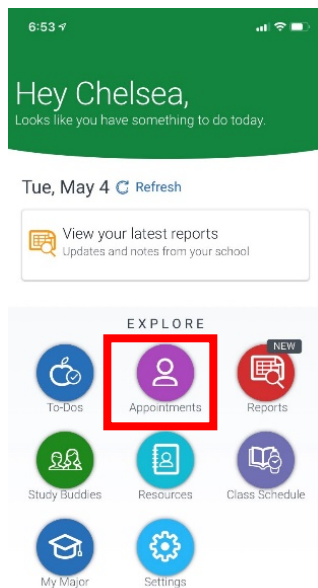 6:53
Hey Chelsea,
Looks like you have something to do today.
Tue, May 4 Refresh
View your latest reports
Updates and notes from your school
EXPLORE
NEW
To-Dos Appointments Reports
Study Buddies Resources Class Schedule
My Major Settings